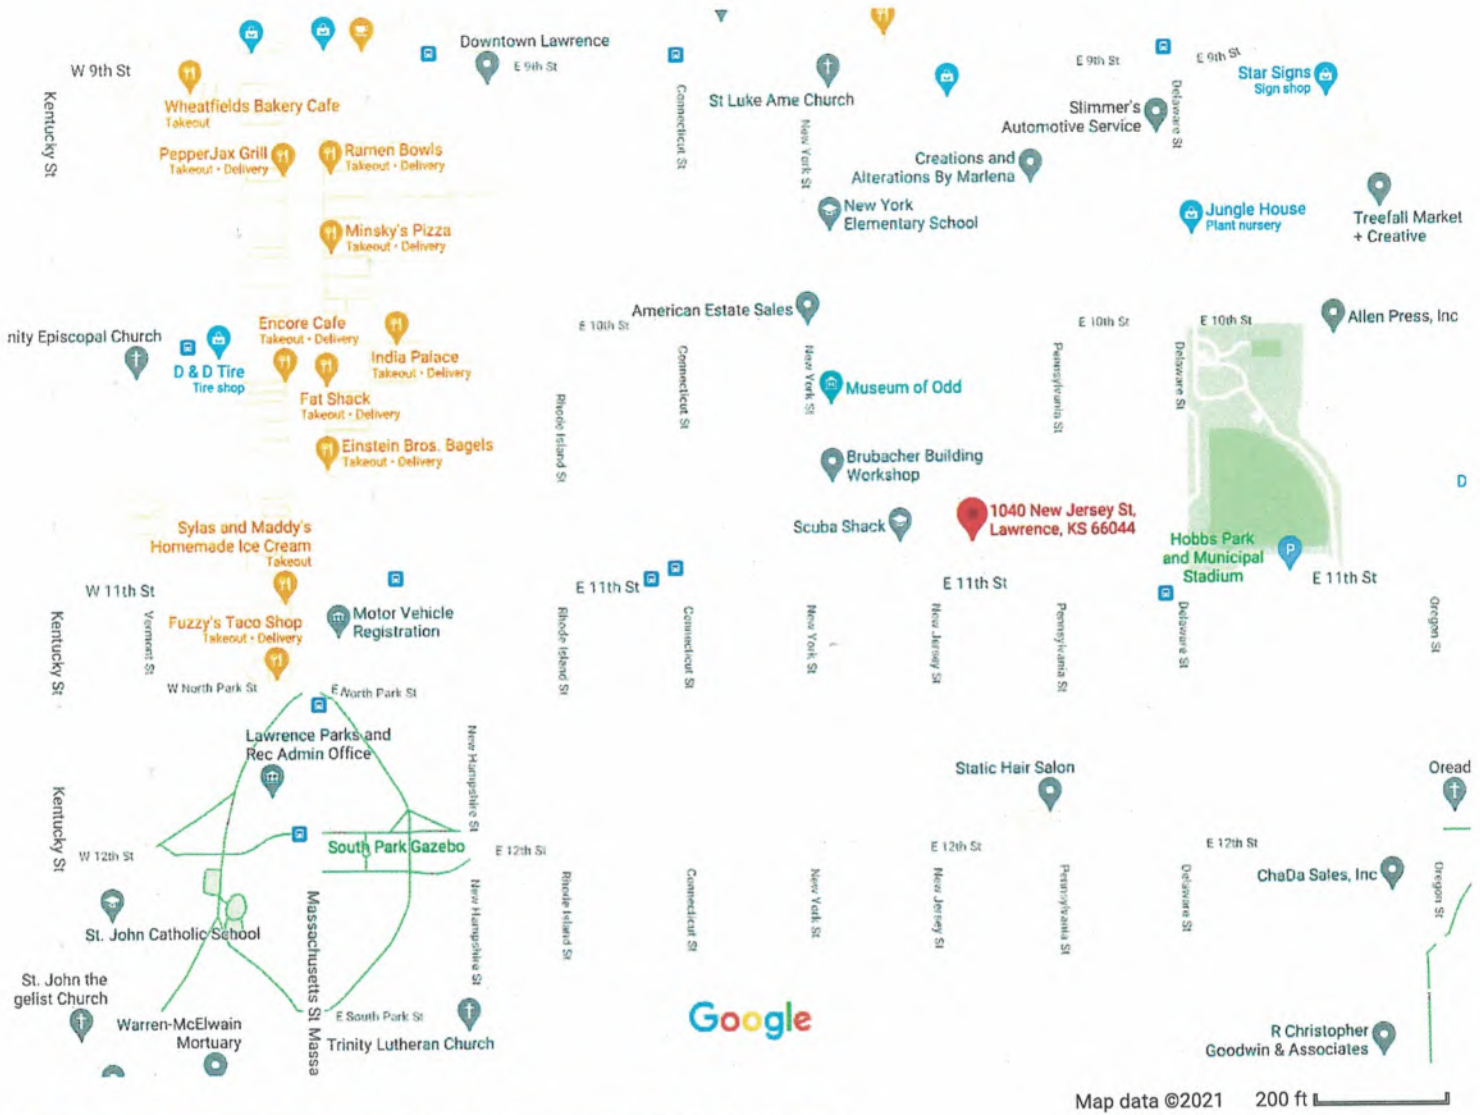 Downtown Lawrence
W 9th St
E 9th St
E 9th St
E 9th St
Kentucky St
Wheatfields Bakery Cafe
Takeout
Connecticut St
St Luke Ame Church
New York St
Slimmer's
Automotive Service
Delaware St
Star Signs
Sign shop
PepperJax Grill
Takeout • Delivery
Ramen Bowls
Takeout • Delivery
Creations and
Alterations By Marlena
New York
Elementary School
Jungle House
Plant nursery
Treefall Market
+ Creative
Minsky's Pizza
Takeout • Delivery
American Estate Sales
E 10th St
E 10th St
E 10th St
Allen Press, Inc
nity Episcopal Church
D & D Tire
Tire shop
Encore Cafe
Takeout • Delivery
India Palace
Takeout • Delivery
Fat Shack
Takeout • Delivery
Rhode Island St
Connecticut St
New York St
Museum of Odd
Pennsylvania St
Delaware St
Einstein Bros. Bagels
Takeout • Delivery
Brubacher Building
Workshop
D
Scuba Shack
1040 New Jersey St,
Lawrence, KS 66044
Sylas and Maddy's
Homemade Ice Cream
Takeout
Hobbs Park
and Municipal
Stadium
P
W 11th St
E 11th St
E 11th St
E 11th St
Kentucky St
Vermont St
Fuzzy's Taco Shop
Takeout • Delivery
Motor Vehicle
Registration
Rhode Island St
Connecticut St
New York St
New Jersey St
Pennsylvania St
Delaware St
Oregon St
W North Park St
E North Park St
Lawrence Parks and
Rec Admin Office
New Hampshire St
Static Hair Salon
Oread
Kentucky St
W 12th St
South Park Gazebo
E 12th St
E 12th St
E 12th St
ChaDa Sales, Inc
St. John Catholic School
Massachusetts St
Massa
New Hampshire St
Rhode Island St
Connecticut St
New York St
New Jersey St
Pennsylvania St
Delaware St
Oregon St
St. John the
gelist Church
Warren-McElwain
Mortuary
E South Park St
Trinity Lutheran Church
Google
R Christopher
Goodwin & Associates
Map data ©2021
200 ft